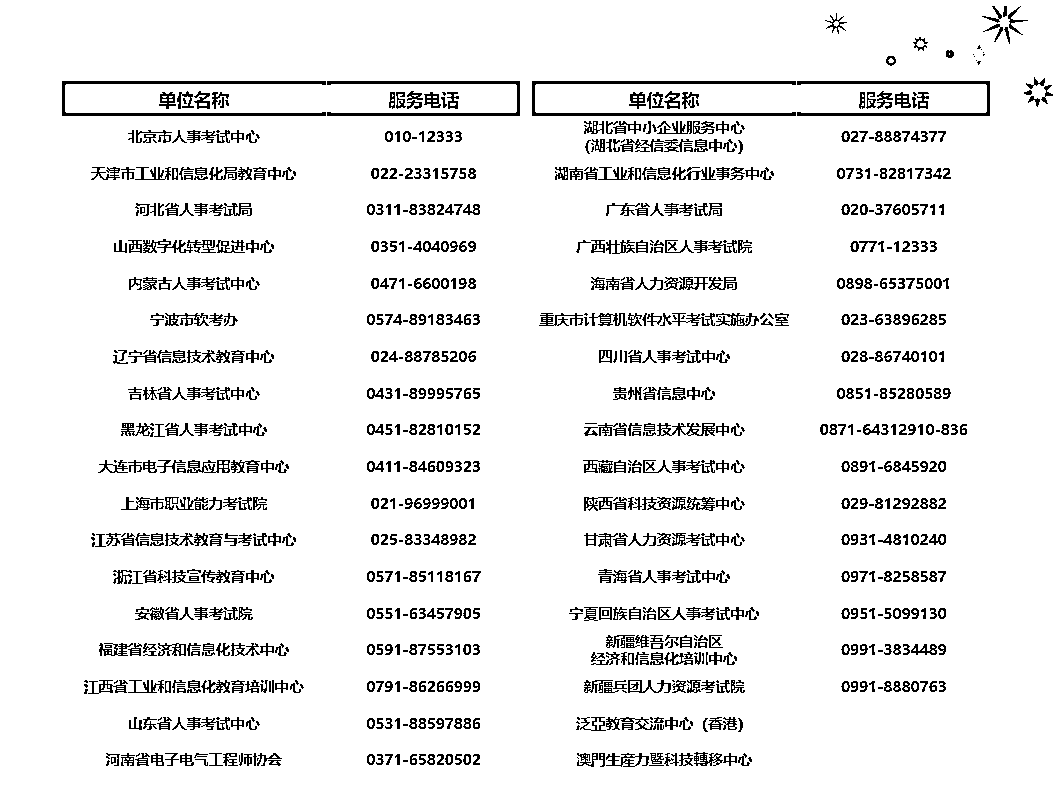 单位名称 服务电话
北京市人事考试中心 010-12333
天津市工业和信息化局教育中心 022-23315758
河北省人事考试局 0311-83824748
山西数字化转型促进中心 0351-4040969
内蒙古人事考试中心 0471-6600198
宁波市软考办 0574-89183463
辽宁省信息技术教育中心 024-88785206
吉林省人事考试中心 0431-89995765
黑龙江省人事考试中心 0451-82810152
大连市电子信息应用教育中心 0411-84609323
上海市职业能力考试院 021-96999001
江苏省信息技术教育与考试中心 025-83348982
浙江省科技宣传教育中心 0571-85118167
安徽省人事考试院 0551-63457905
福建省经济和信息化技术中心 0591-87553103
江西省工业和信息化教育培训中心 0791-86266999
山东省人事考试中心 0531-88597886
河南省电子电气工程师协会 0371-65820502
单位名称 服务电话
湖北省中小企业服务中心
(湖北省经信委信息中心) 027-88874377
湖南省工业和信息化行业事务中心 0731-82817342
广东省人事考试局 020-37605711
广西壮族自治区人事考试院 0771-12333
海南省人力资源开发局 0898-65375001
重庆市计算机软件水平考试实施办公室 023-63896285
四川省人事考试中心 028-86740101
贵州省信息中心 0851-85280589
云南省信息技术发展中心 0871-64312910-836
西藏自治区人事考试中心 0891-6845920
陕西省科技资源统筹中心 029-81292882
甘肃省人力资源考试中心 0931-4810240
青海省人事考试中心 0971-8258587
宁夏回族自治区人事考试中心 0951-5099130
新疆维吾尔自治区
经济和信息化培训中心 0991-3834489
新疆兵团人力资源考试院 0991-8880763
泛亞教育交流中心（香港）
澳門生産力暨科技轉移中心